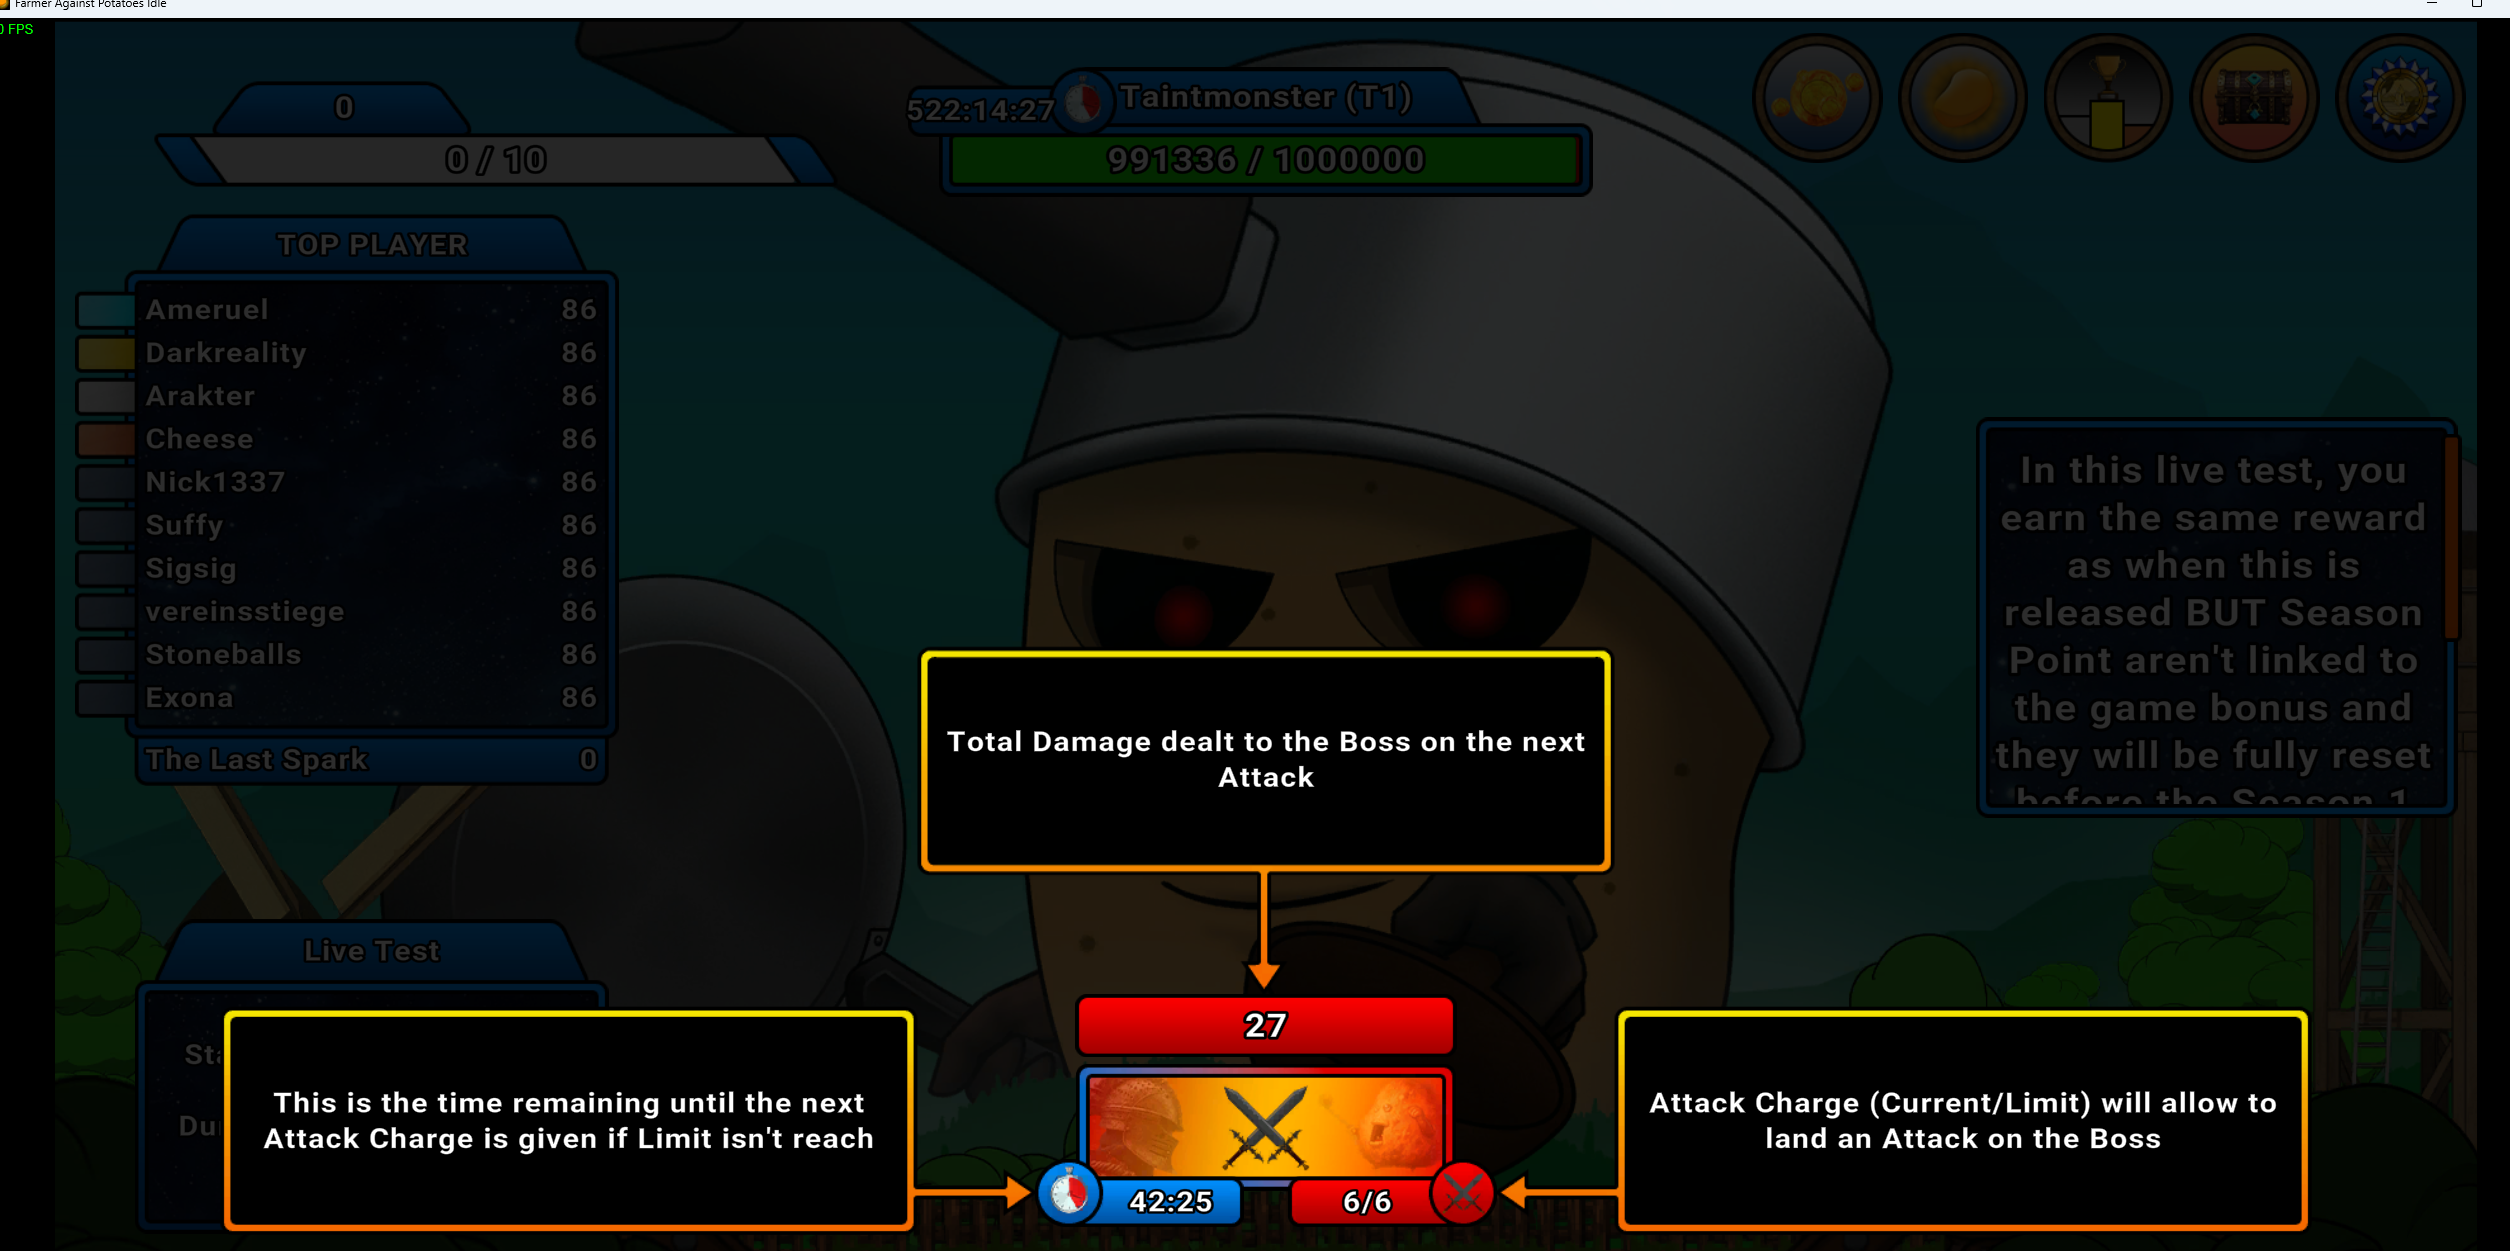 Farmer Against Potatoes Idle
0 FPS
0
0 / 10
522:14:27
Taintmonster (T1)
991336 / 1000000
TOP PLAYER
Ameruel 86
Darkreality 86
Arakter 86
Cheese 86
Nick1337 86
Suffy 86
Sigsig 86
vereinsstiege 86
Stoneballs 86
Exona 86
The Last Spark 0
In this live test, you
earn the same reward
as when this is
released BUT Season
Point aren't linked to
the game bonus and
they will be fully reset
before the Season 1
Total Damage dealt to the Boss on the next
Attack
Live Test
27
This is the time remaining until the next
Attack Charge is given if Limit isn't reach
Attack Charge (Current/Limit) will allow to
land an Attack on the Boss
42:25
6/6